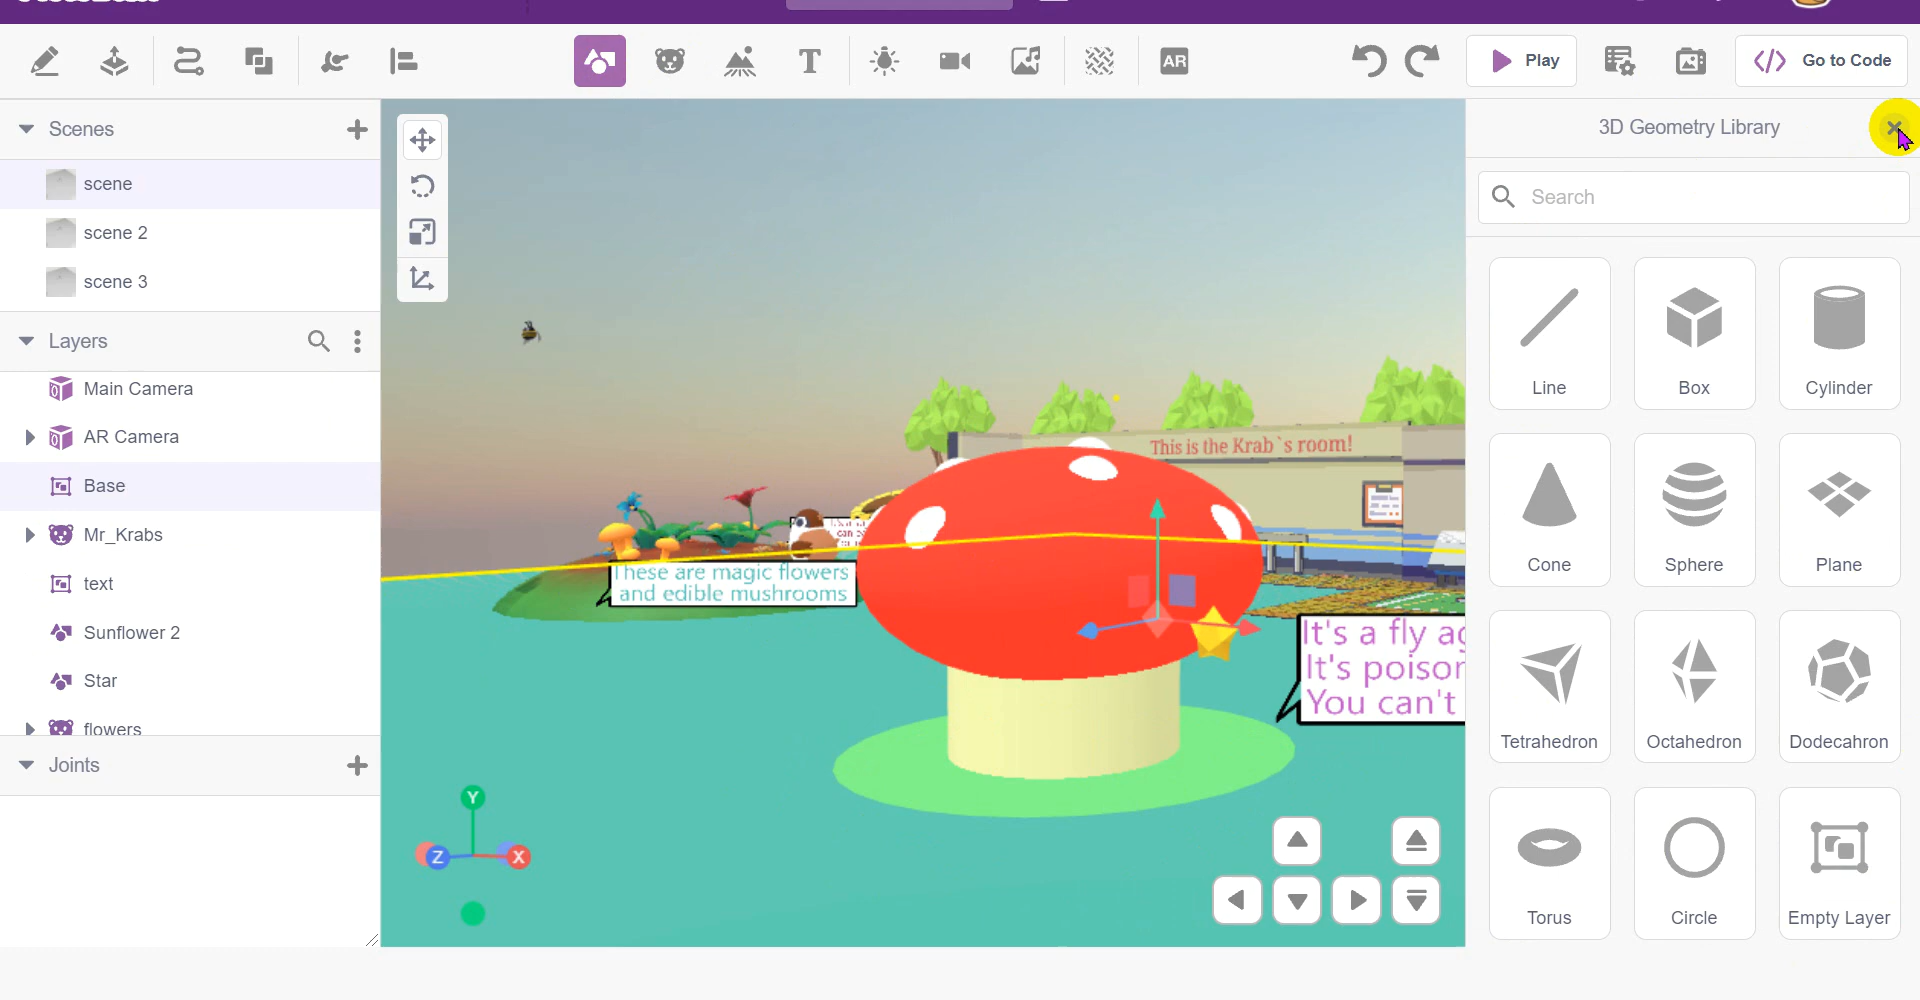 AR
Play
Go to Code
Scenes
scene
scene 2
scene 3
Layers
Main Camera
AR Camera
Base
Mr_Krabs
text
Sunflower 2
Star
flowers
Joints
This is the Krab`s room!
These are magic flowers
and edible mushrooms
It's a fly ag
It's poisor
You can't
Y
Z
X
3D Geometry Library
Search
Line
Box
Cylinder
Cone
Sphere
Plane
Tetrahedron
Octahedron
Dodecahron
Torus
Circle
Empty Layer